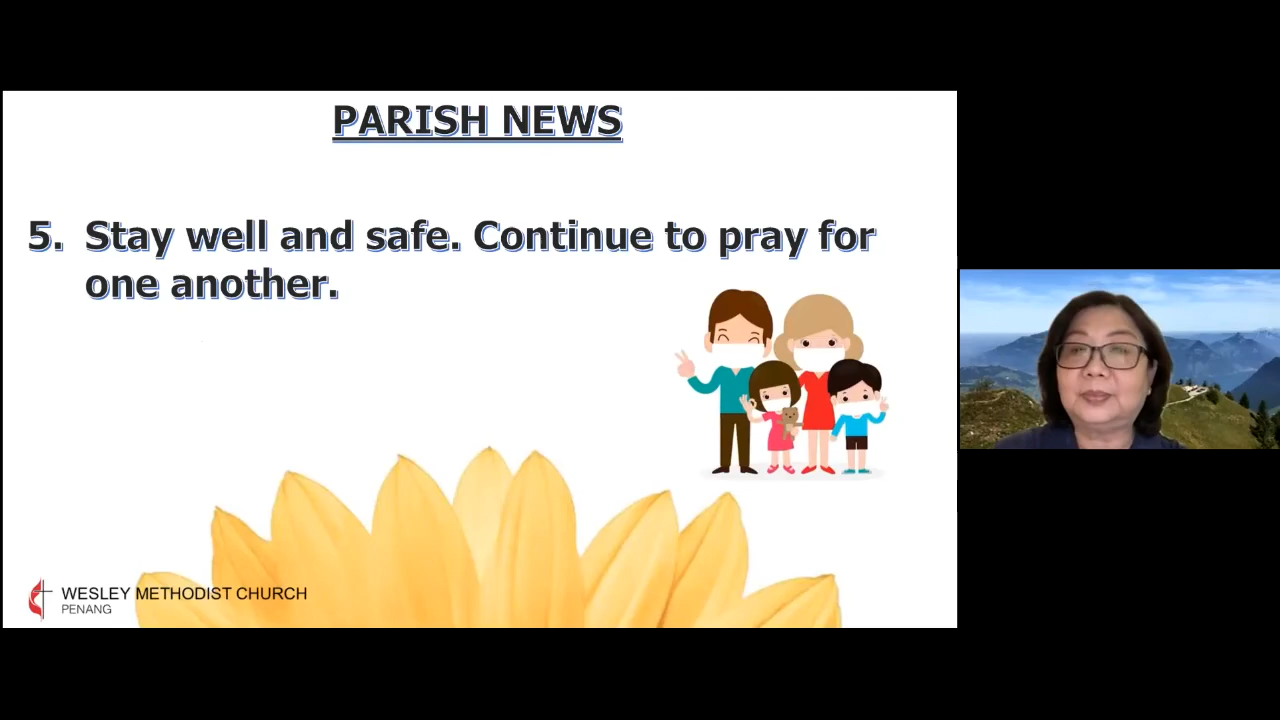 PARISH NEWS
5. Stay well and safe. Continue to pray for
one another.
WESLEY METHODIST CHURCH
PENANG